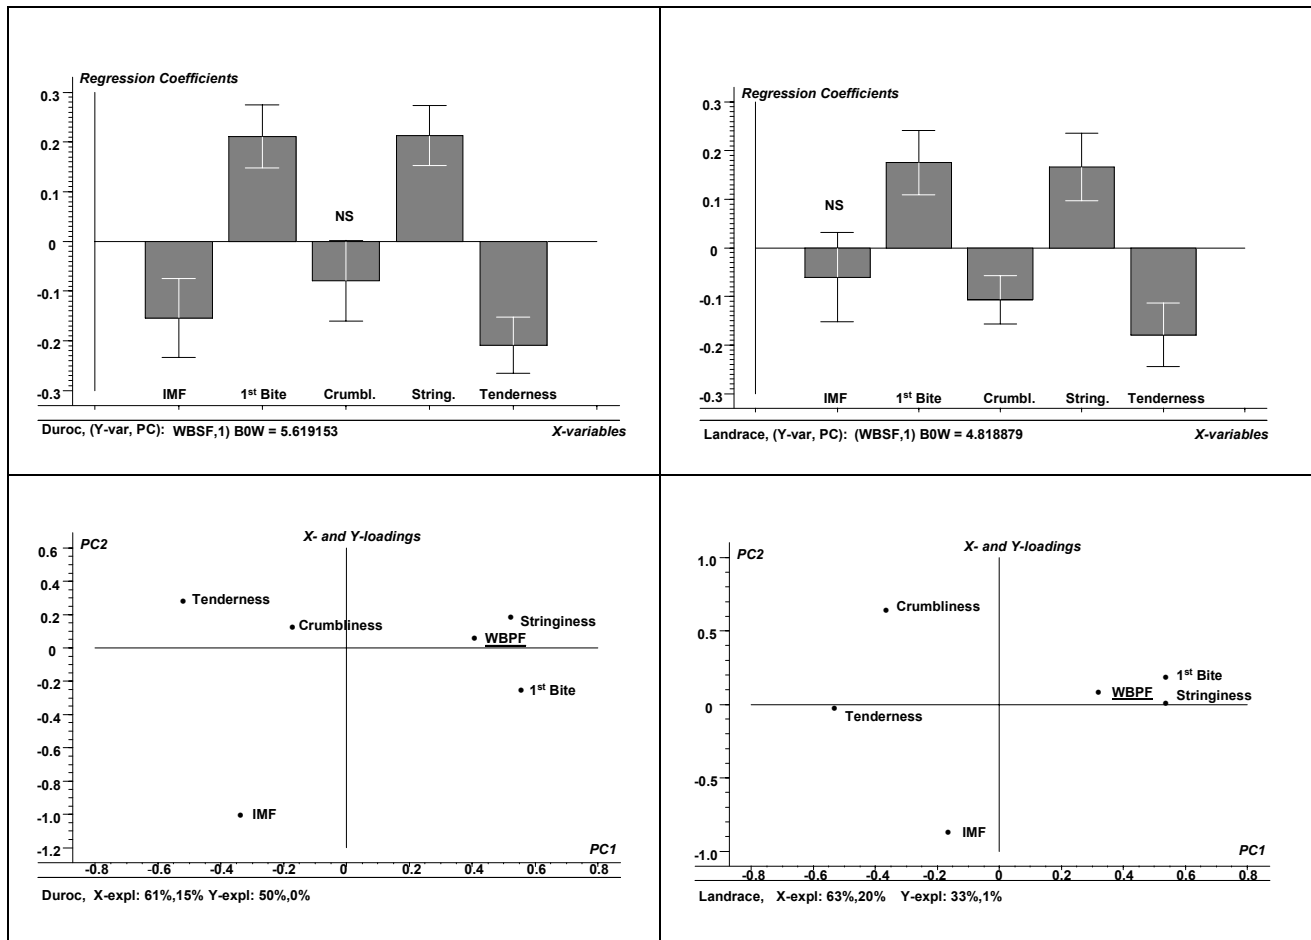 Regression Coefficients
0.3
0.2
0.1
0
-0.1
-0.2
-0.3
NS
IMF 1st Bite Crumbl. String. Tenderness
Duroc, (Y-var, PC): WBSF,1) B0W = 5.619153 X-variables
Regression Coefficients
0.3
0.2
0.1
0
-0.1
-0.2
-0.3
NS
IMF 1st Bite Crumbl. String. Tenderness
Landrace, (Y-var, PC): (WBSF,1) B0W = 4.818879 X-variables
X- and Y-loadings
PC2
0.6
0.4
0.2
0
-0.2
-0.4
-0.6
-0.8
-1.0
-1.2
Tenderness
Crumbliness
Stringiness
WBPF
1st Bite
IMF
PC1
-0.8 -0.6 -0.4 -0.2 0 0.2 0.4 0.6 0.8
Duroc, X-expl: 61%,15% Y-expl: 50%,0%
X- and Y-loadings
PC2
1.0
0.5
0
-0.5
-1.0
Crumbliness
1st Bite
WBPF
Stringiness
Tenderness
IMF
PC1
-0.8 -0.6 -0.4 -0.2 0 0.2 0.4 0.6 0.8
Landrace, X-expl: 63%,20% Y-expl: 33%,1%